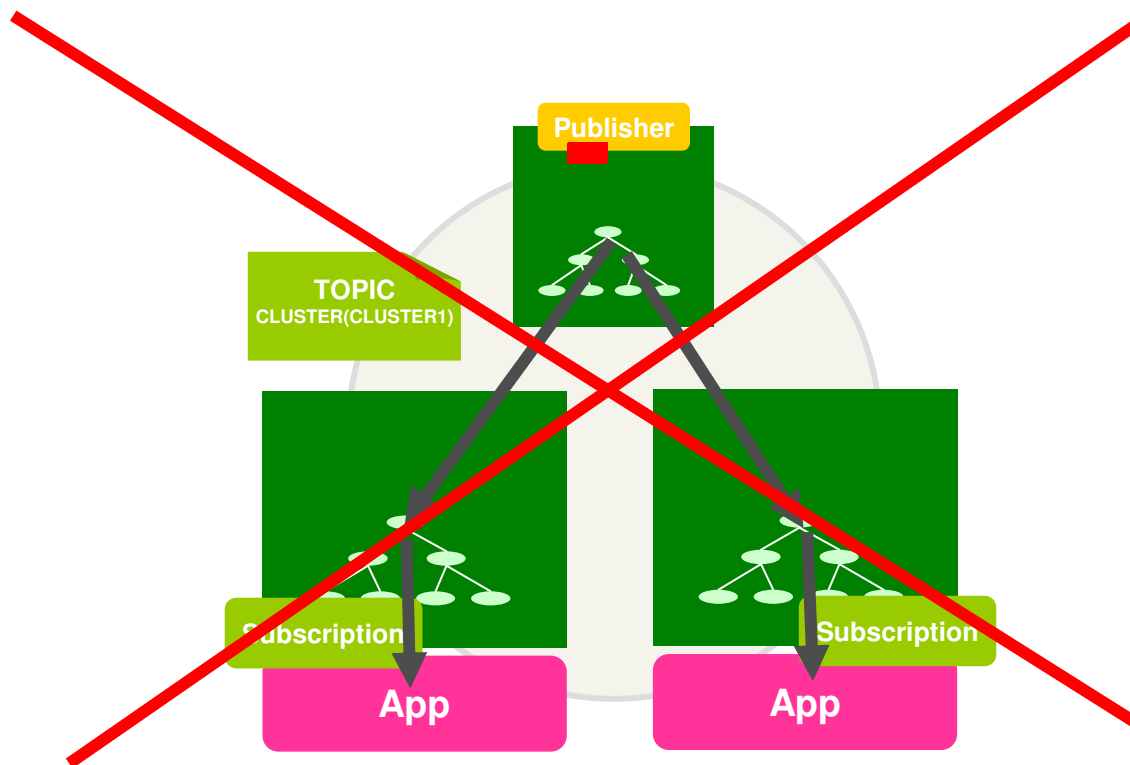 Publisher
TOPIC
CLUSTER(CLUSTER1)
Subscription
Subscription
App
App